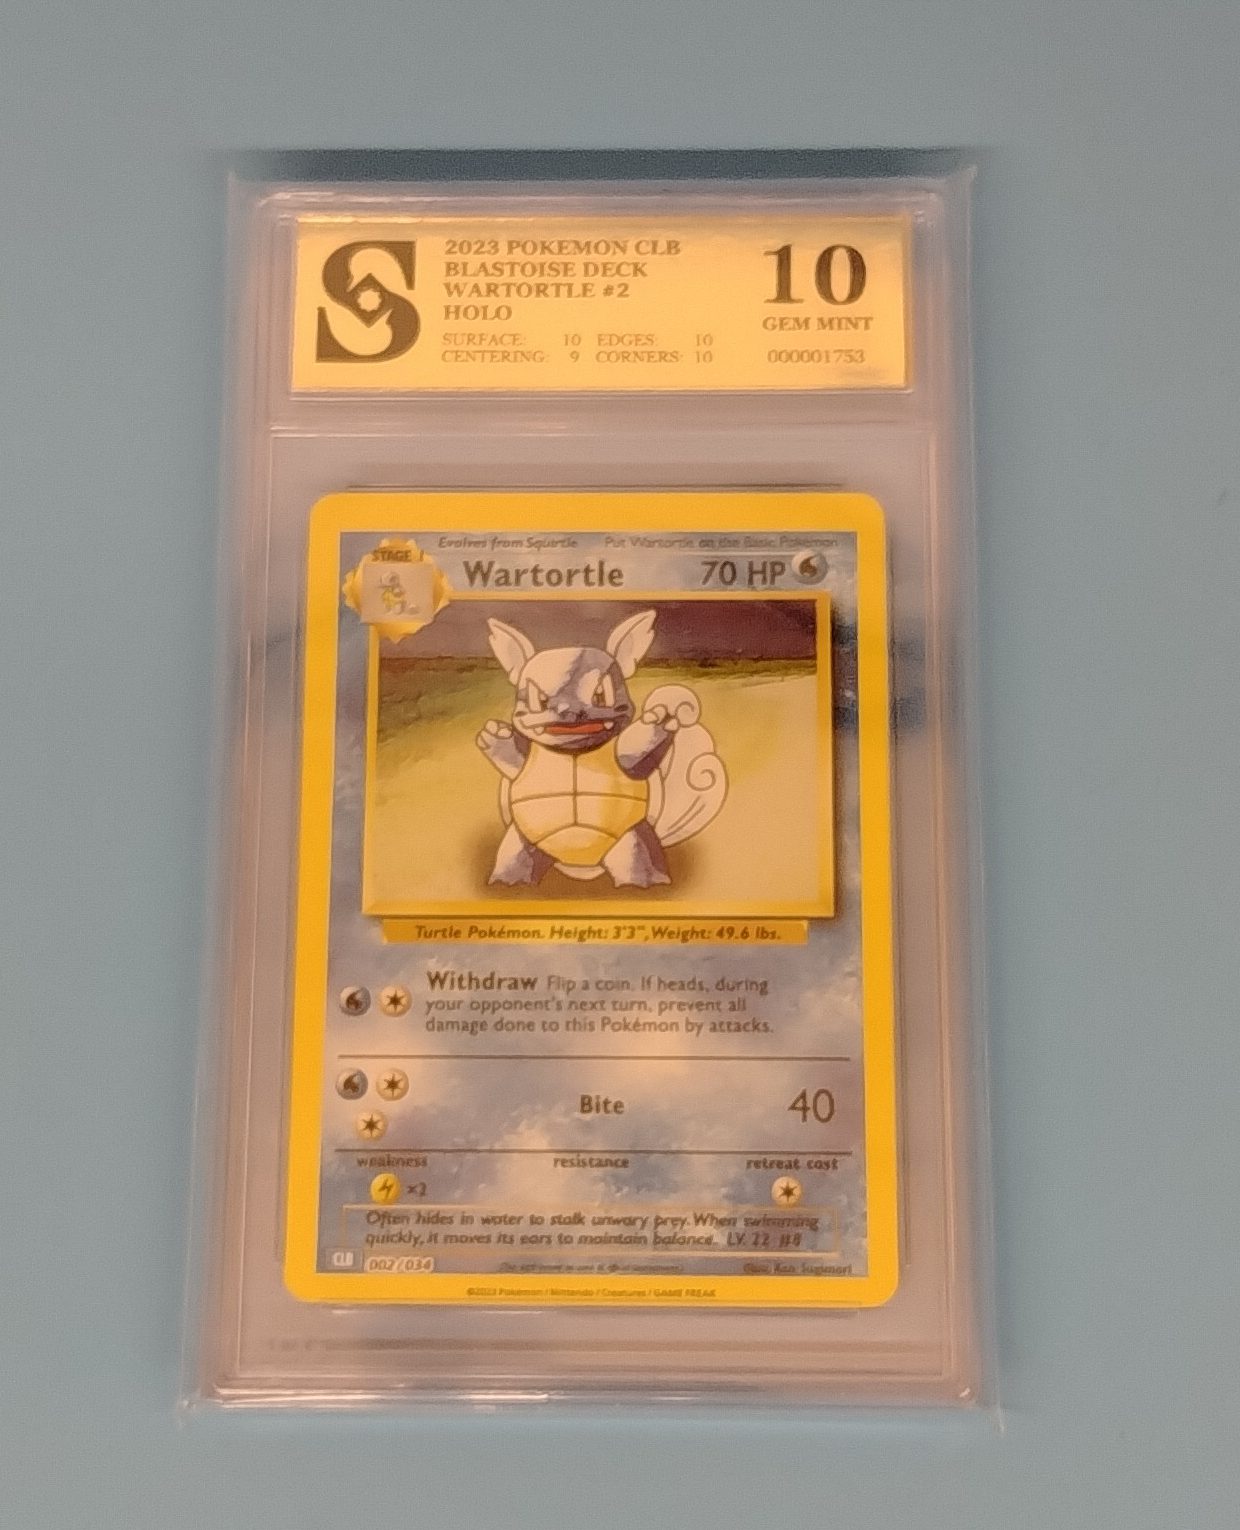 S
2023 POKEMON CLB
BLASTOISE DECK
WARTORTLE #2
HOLO
SURFACE: 10 EDGES: 10
CENTERING: 9 CORNERS: 10
10
GEM MINT
000001753
Evolves from Squirtle Put Wartortle on the Basic Pokémon
STAGE 1
Wartortle 70 HP
Turtle Pokémon. Height: 3'3", Weight: 49.6 lbs.
Withdraw Flip a coin. If heads, during
your opponent's next turn, prevent all
damage done to this Pokémon by attacks.
Bite 40
weakness resistance retreat cost
×2
Often hides in water to stalk unwary prey. When swimming
quickly, it moves its ears to maintain balance. LV. 22 #8
CLB 002/034
Illus. Ken Sugimori
©2023 Pokémon / Nintendo / Creatures / GAME FREAK